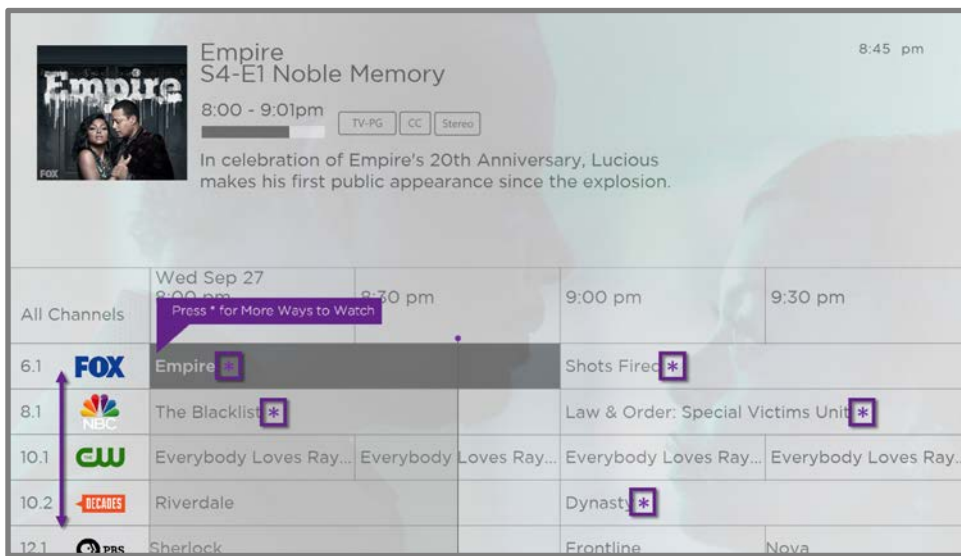 Empire
S4-E1 Noble Memory
8:45 pm
8:00 - 9:01pm
TV-PG CC Stereo
In celebration of Empire's 20th Anniversary, Lucious
makes his first public appearance since the explosion.
Empire
FOX
Wed Sep 27
All Channels 8:00 pm 8:30 pm 9:00 pm 9:30 pm
Press * for More Ways to Watch
6.1 FOX Empire * Shots Fired *
8.1 NBC The Blacklist * Law & Order: Special Victims Unit *
10.1 THE CW Everybody Loves Ray... Everybody Loves Ray... Everybody Loves Ray... Everybody Loves Ray..
10.2 DECADES Riverdale Dynasty *
12.1 PBS Sherlock Frontline Nova